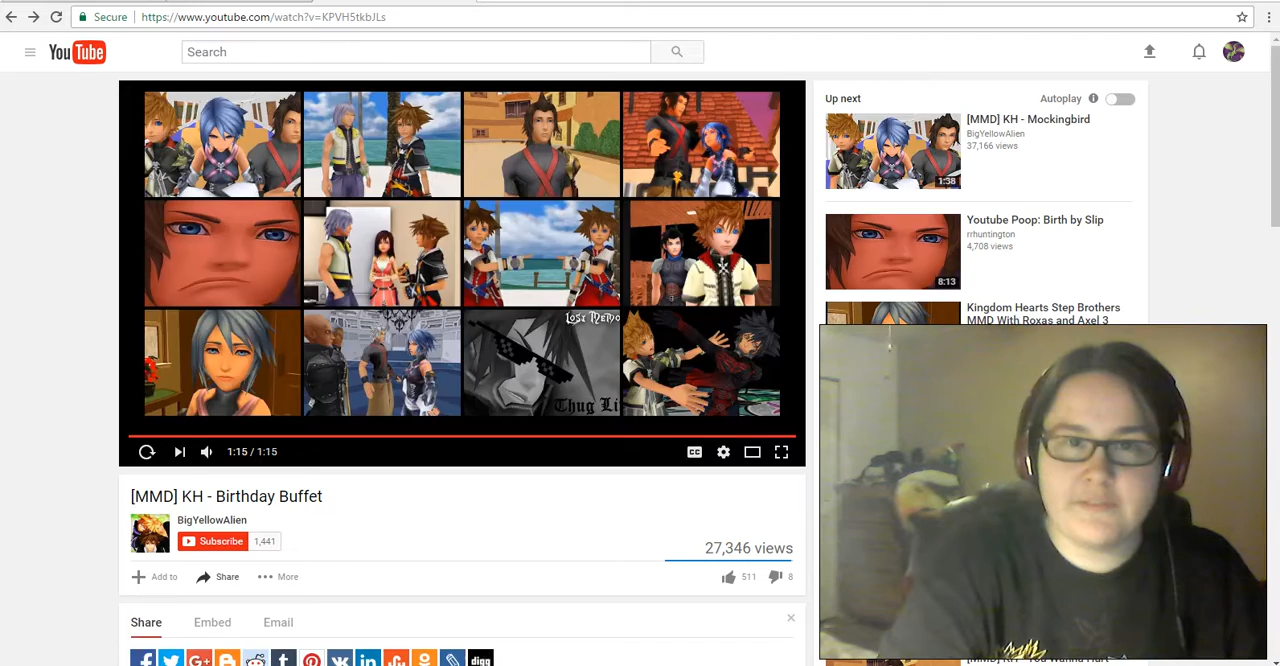 Secure
https://www.youtube.com/watch?v=KPVH5tkbJLs
YouTube
Search
Up next
Autoplay
[MMD] KH - Mockingbird
BigYellowAlien
37,166 views
1:38
Youtube Poop: Birth by Slip
rrhuntington
4,708 views
8:13
Kingdom Hearts Step Brothers
MMD With Roxas and Axel 3
Thug Li
1:15 / 1:15
CC
[MMD] KH - Birthday Buffet
BigYellowAlien
Subscribe
1,441
27,346 views
Add to
Share
More
511
8
Share
Embed
Email
digg